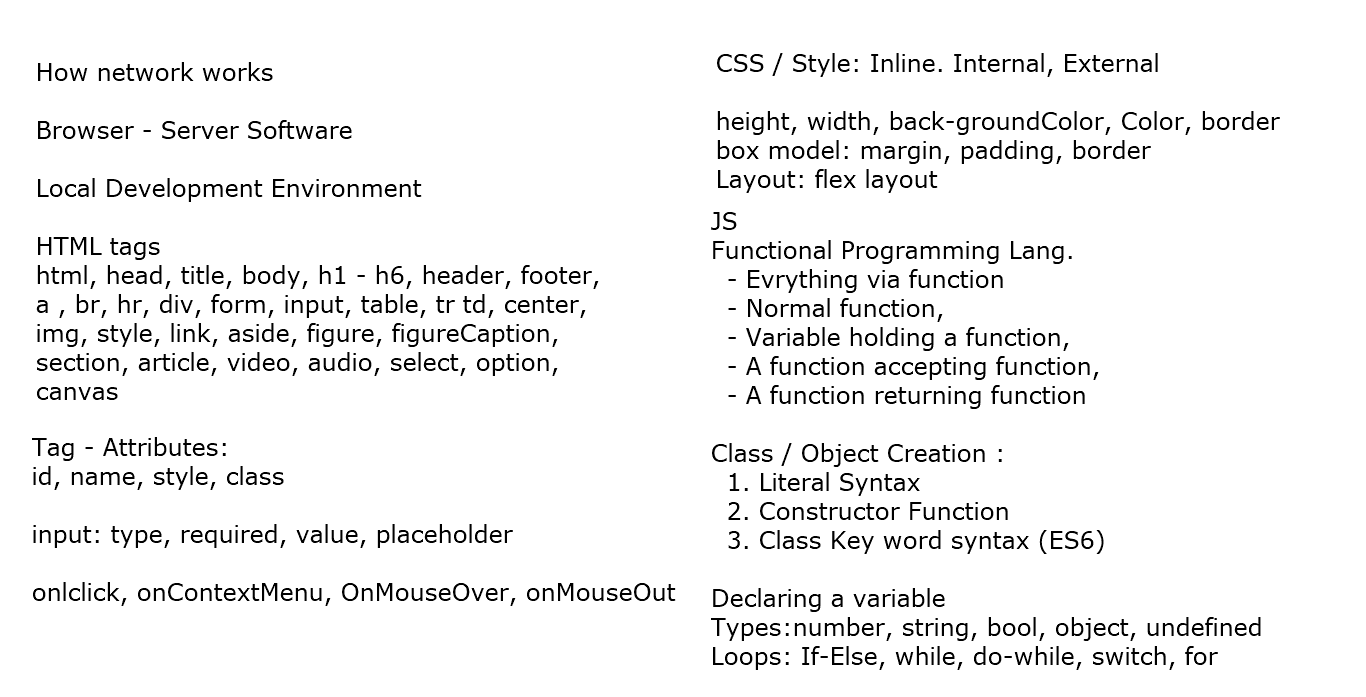 How network works
Browser - Server Software
Local Development Environment
HTML tags
html, head, title, body, h1 - h6, header, footer,
a , br, hr, div, form, input, table, tr td, center,
img, style, link, aside, figure, figureCaption,
section, article, video, audio, select, option,
canvas
Tag - Attributes:
id, name, style, class
input: type, required, value, placeholder
onlclick, onContextMenu, OnMouseOver, onMouseOut
CSS / Style: Inline. Internal, External
height, width, back-groundColor, Color, border
box model: margin, padding, border
Layout: flex layout
JS
Functional Programming Lang.
- Evrything via function
- Normal function,
- Variable holding a function,
- A function accepting function,
- A function returning function
Class / Object Creation :
1. Literal Syntax
2. Constructor Function
3. Class Key word syntax (ES6)
Declaring a variable
Types:number, string, bool, object, undefined
Loops: If-Else, while, do-while, switch, for